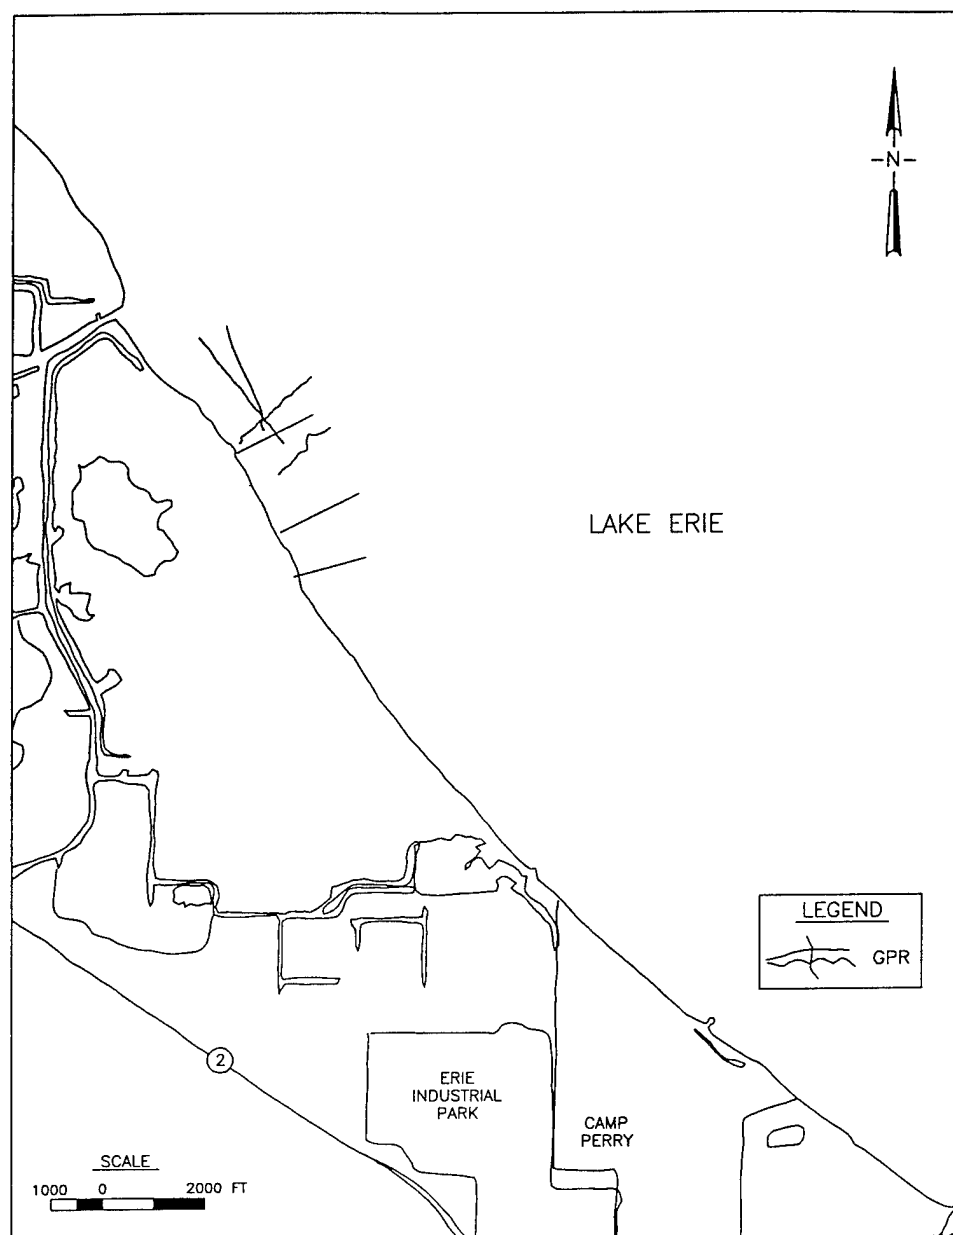 -N-
LAKE ERIE
LEGEND
GPR
2
ERIE
INDUSTRIAL
PARK
CAMP
PERRY
SCALE
1000 0 2000 FT